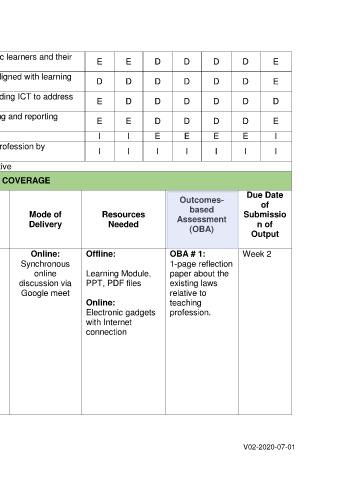 c learners and their
E E D D D D E
ligned with learning
D D D D D D E
ding ICT to address
E D D D D D E
ng and reporting
E E D D D D E
I I E E E E I
rofession by
I I I I I I I
tive
COVERAGE
Mode of
Delivery
Resources
Needed
Outcomes-
based
Assessment
(OBA)
Due Date
of
Submissio
n of
Output
Online:
Synchronous
online
discussion via
Google meet
Offline:
Learning Module,
PPT, PDF files
Online:
Electronic gadgets
with Internet
connection
OBA # 1:
1-page reflection
paper about the
existing laws
relative to
teaching
profession.
Week 2
V02-2020-07-01